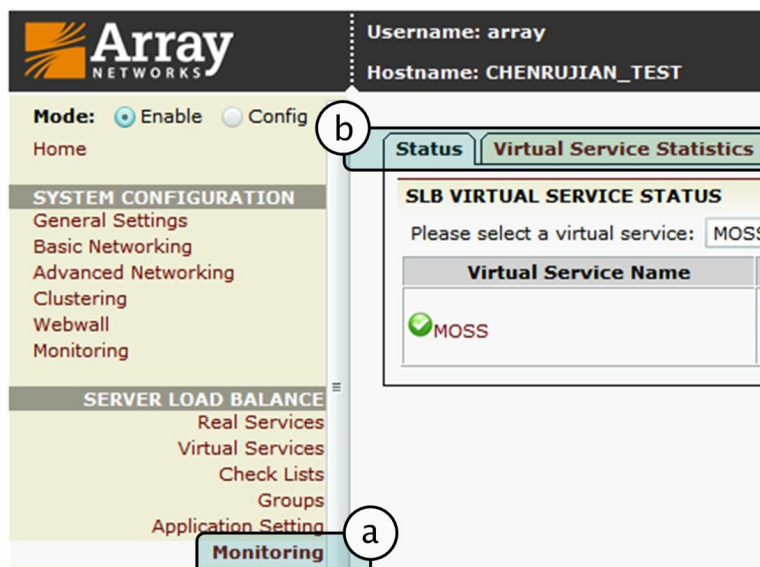 Array
NETWORKS
Username: array
Hostname: CHENRUJIAN_TEST
Mode: Enable Config
Home
SYSTEM CONFIGURATION
General Settings
Basic Networking
Advanced Networking
Clustering
Webwall
Monitoring
SERVER LOAD BALANCE
Real Services
Virtual Services
Check Lists
Groups
Application Setting
Monitoring
a
b
Status Virtual Service Statistics
SLB VIRTUAL SERVICE STATUS
Please select a virtual service: MOSS
Virtual Service Name
MOSS